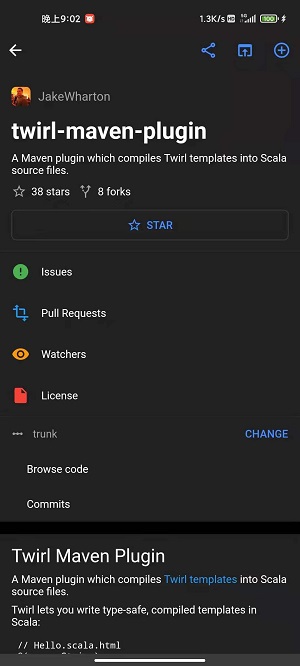 晚上9:02 1.3K/s HD 5G 100
JakeWharton
twirl-maven-plugin
A Maven plugin which compiles Twirl templates into Scala
source files.
38 stars 8 forks
STAR
Issues
Pull Requests
Watchers
License
trunk CHANGE
Browse code
Commits
Twirl Maven Plugin
A Maven plugin which compiles Twirl templates into Scala
source files.
Twirl lets you write type-safe, compiled templates in
Scala:
// Hello.scala.html